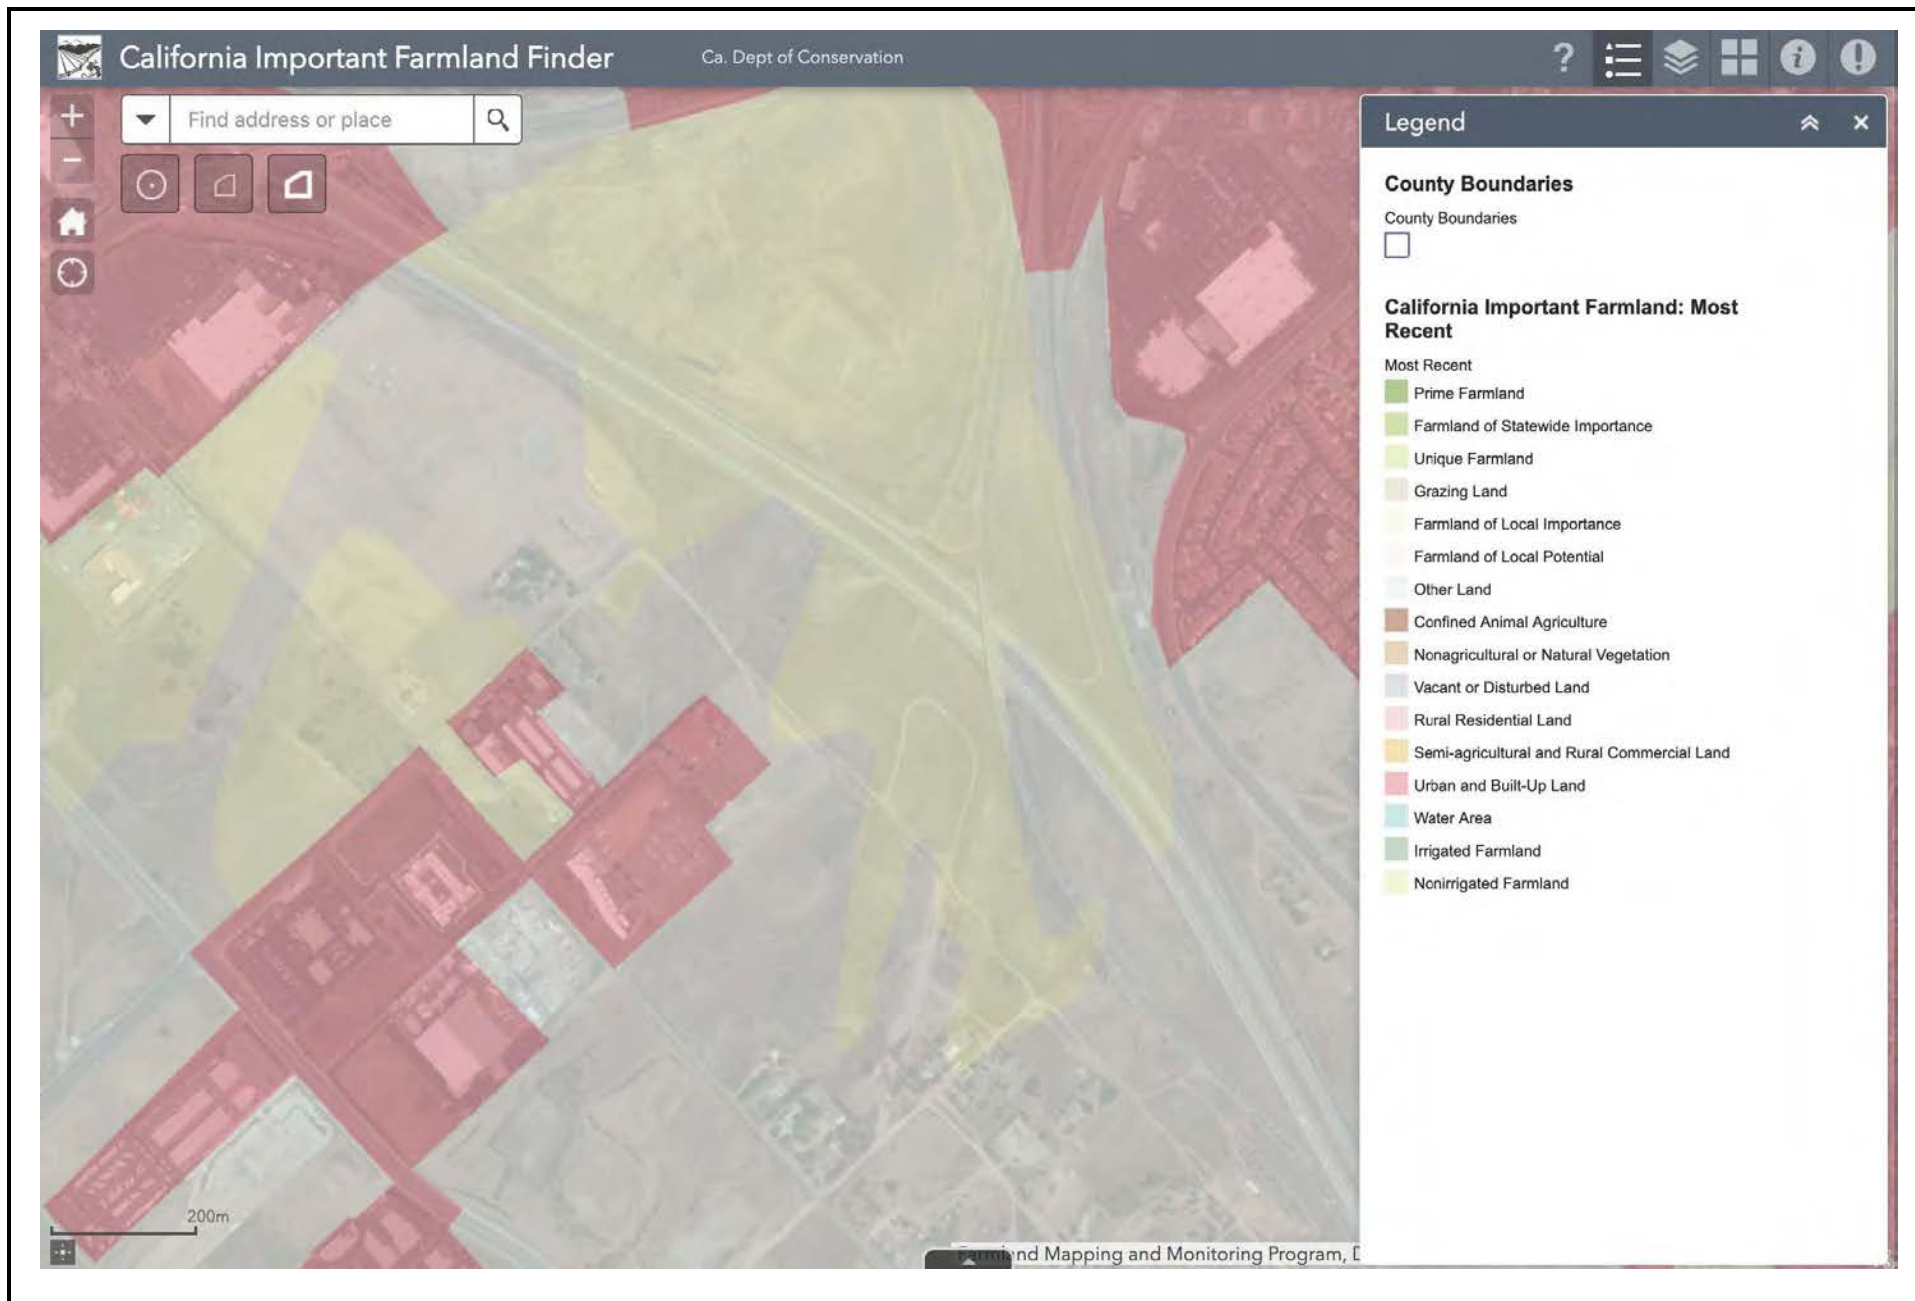 California Important Farmland Finder
Ca. Dept of Conservation
Find address or place
Legend
County Boundaries
County Boundaries
California Important Farmland: Most
Recent
Most Recent
Prime Farmland
Farmland of Statewide Importance
Unique Farmland
Grazing Land
Farmland of Local Importance
Farmland of Local Potential
Other Land
Confined Animal Agriculture
Nonagricultural or Natural Vegetation
Vacant or Disturbed Land
Rural Residential Land
Semi-agricultural and Rural Commercial Land
Urban and Built-Up Land
Water Area
Irrigated Farmland
Nonirrigated Farmland
200m
Farmland Mapping and Monitoring Program, D